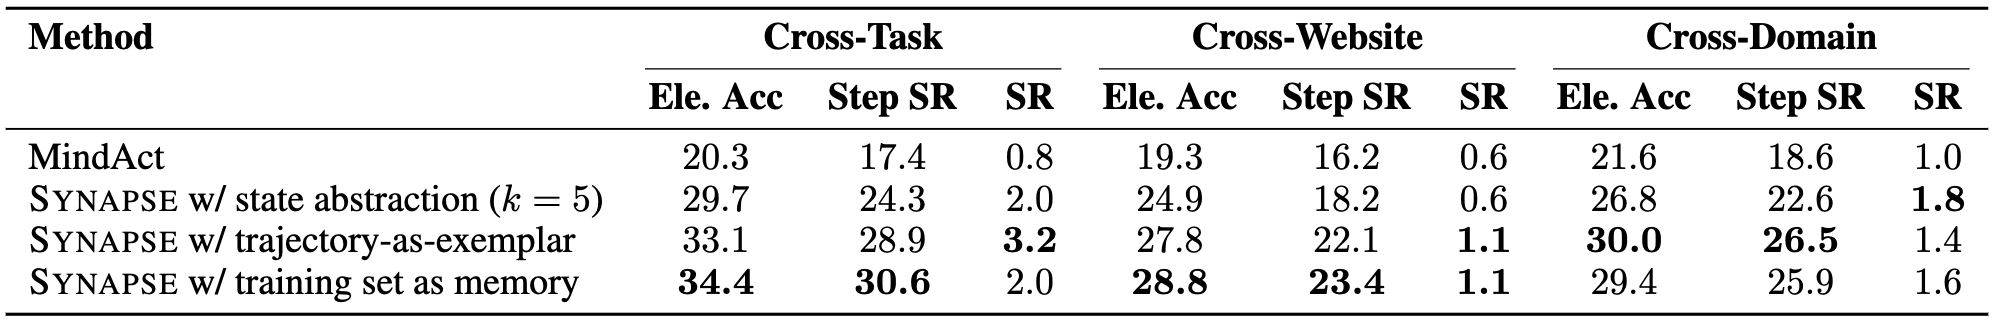 Method Cross-Task Cross-Website Cross-Domain
Ele. Acc Step SR SR Ele. Acc Step SR SR Ele. Acc Step SR SR
MindAct 20.3 17.4 0.8 19.3 16.2 0.6 21.6 18.6 1.0
SYNAPSE w/ state abstraction (k = 5) 29.7 24.3 2.0 24.9 18.2 0.6 26.8 22.6 1.8
SYNAPSE w/ trajectory-as-exemplar 33.1 28.9 3.2 27.8 22.1 1.1 30.0 26.5 1.4
SYNAPSE w/ training set as memory 34.4 30.6 2.0 28.8 23.4 1.1 29.4 25.9 1.6